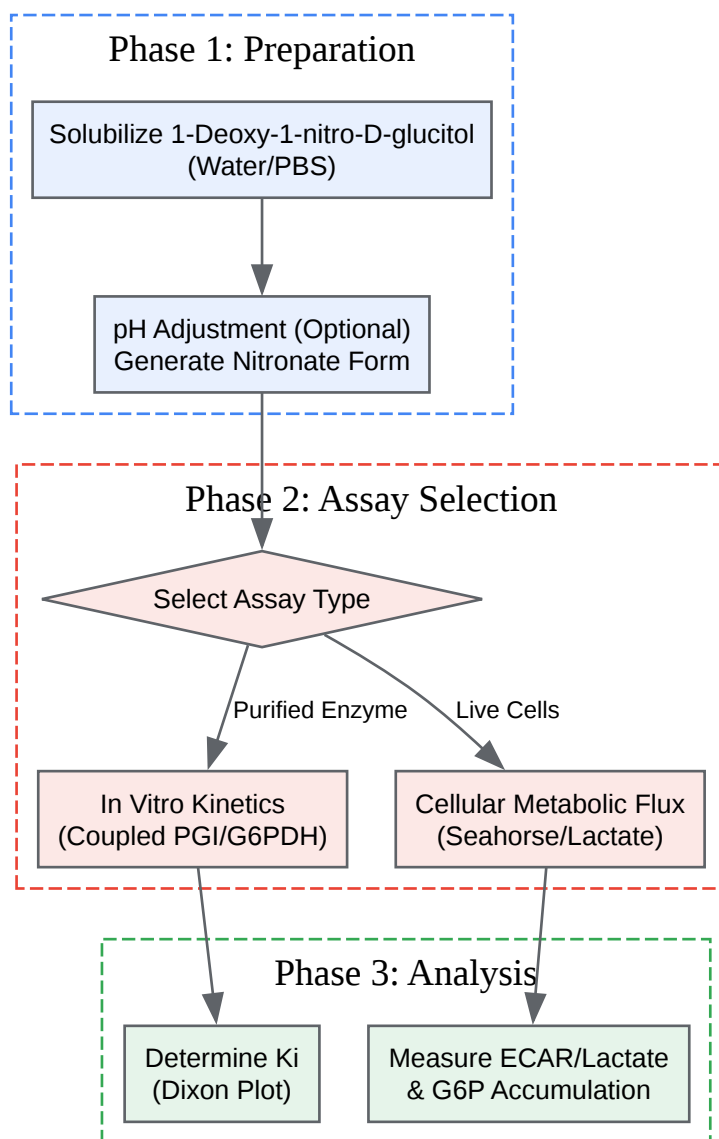 Phase 1: Preparation
Solubilize 1-Deoxy-1-nitro-D-glucitol
(Water/PBS)
pH Adjustment (Optional)
Generate Nitronate Form
Phase 2: Assay Selection
Select Assay Type
Purified Enzyme
Live Cells
In Vitro Kinetics
(Coupled PGI/G6PDH)
Cellular Metabolic Flux
(Seahorse/Lactate)
Phase 3: Analysis
Determine Ki
(Dixon Plot)
Measure ECAR/Lactate
& G6P Accumulation